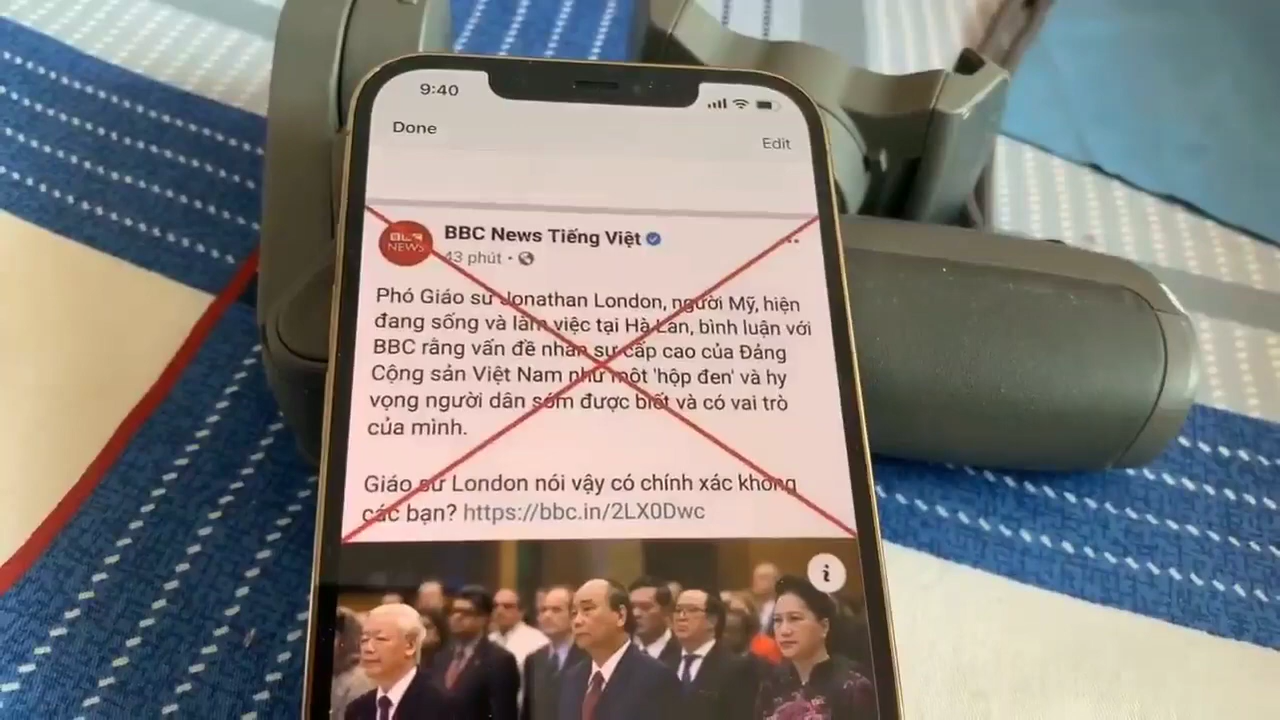 9:40
Done
Edit
NEWS
BBC News Tiếng Việt
43 phút
Phó Giáo sư Jonathan London, người Mỹ, hiện
đang sống và làm việc tại Hà Lan, bình luận với
BBC rằng vấn đề nhân sự cấp cao của Đảng
Cộng sản Việt Nam như một 'hộp đen' và hy
vọng người dân sớm được biết và có vai trò
của mình.
Giáo sư London nói vậy có chính xác không
các bạn? https://bbc.in/2LX0Dwc